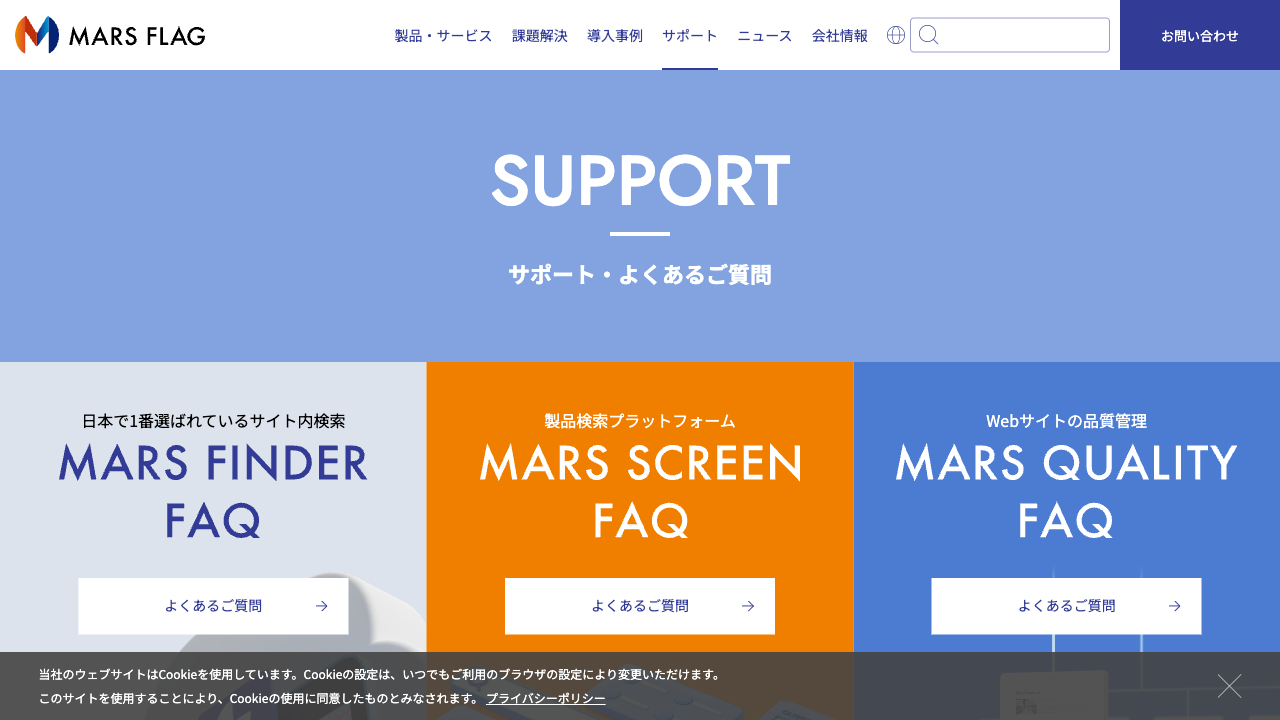 MARS FLAG
製品・サービス
課題解決
導入事例
サポート
ニュース
会社情報
お問い合わせ
SUPPORT
サポート・よくあるご質問
日本で1番選ばれているサイト内検索
MARS FINDER
FAQ
よくあるご質問
製品検索プラットフォーム
MARS SCREEN
FAQ
よくあるご質問
Webサイトの品質管理
MARS QUALITY
FAQ
よくあるご質問
当社のウェブサイトはCookieを使用しています。Cookieの設定は、いつでもご利用のブラウザの設定により変更いただけます。
このサイトを使用することにより、Cookieの使用に同意したものとみなされます。 プライバシーポリシー